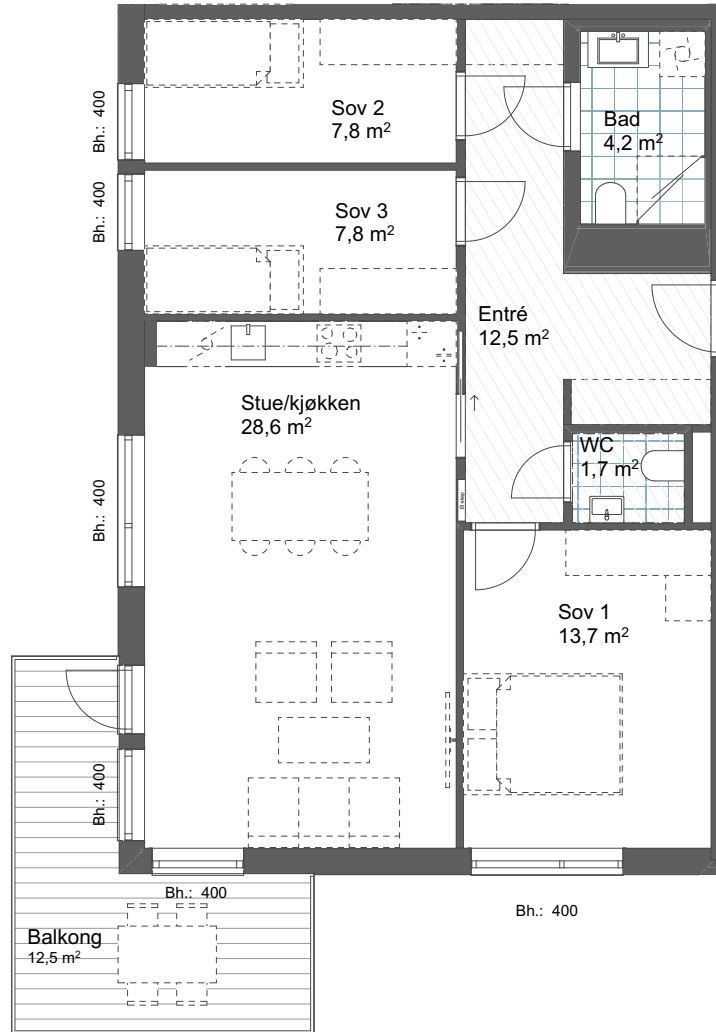 Bh.: 400
Sov 2
7,8 m²
Bad
4,2 m²
Bh.: 400
Sov 3
7,8 m²
Entré
12,5 m²
Stue/kjøkken
28,6 m²
WC
1,7 m²
Bh.: 400
Sov 1
13,7 m²
Bh.: 400
Bh.: 400
Bh.: 400
Balkong
12,5 m²